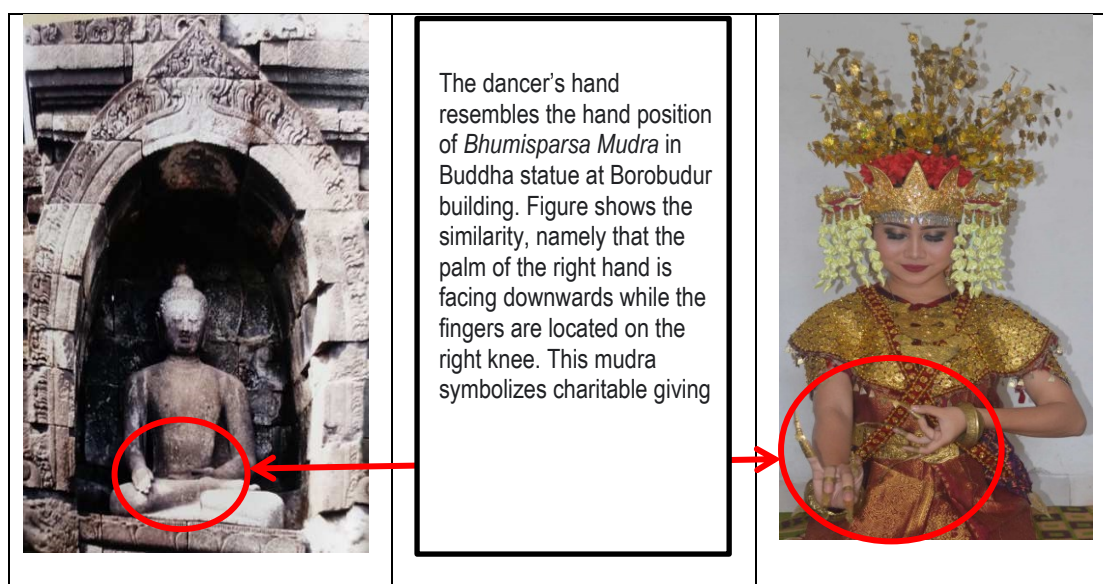 The dancer’s hand
resembles the hand position
of Bhumisparsa Mudra in
Buddha statue at Borobudur
building. Figure shows the
similarity, namely that the
palm of the right hand is
facing downwards while the
fingers are located on the
right knee. This mudra
symbolizes charitable giving